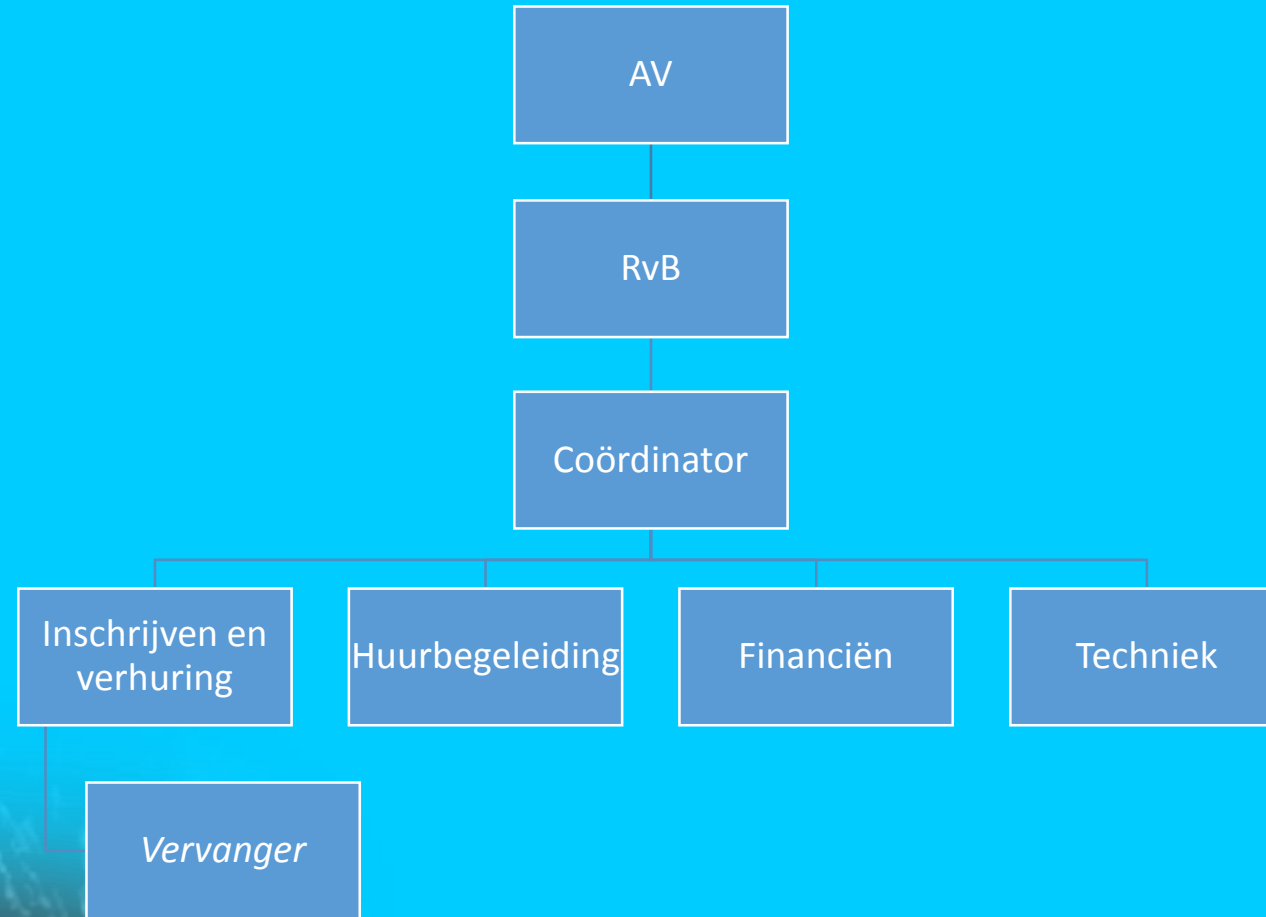 AV
RvB
Coördinator
Inschrijven en
verhuring
Huurbegeleiding
Financiën
Techniek
Vervanger